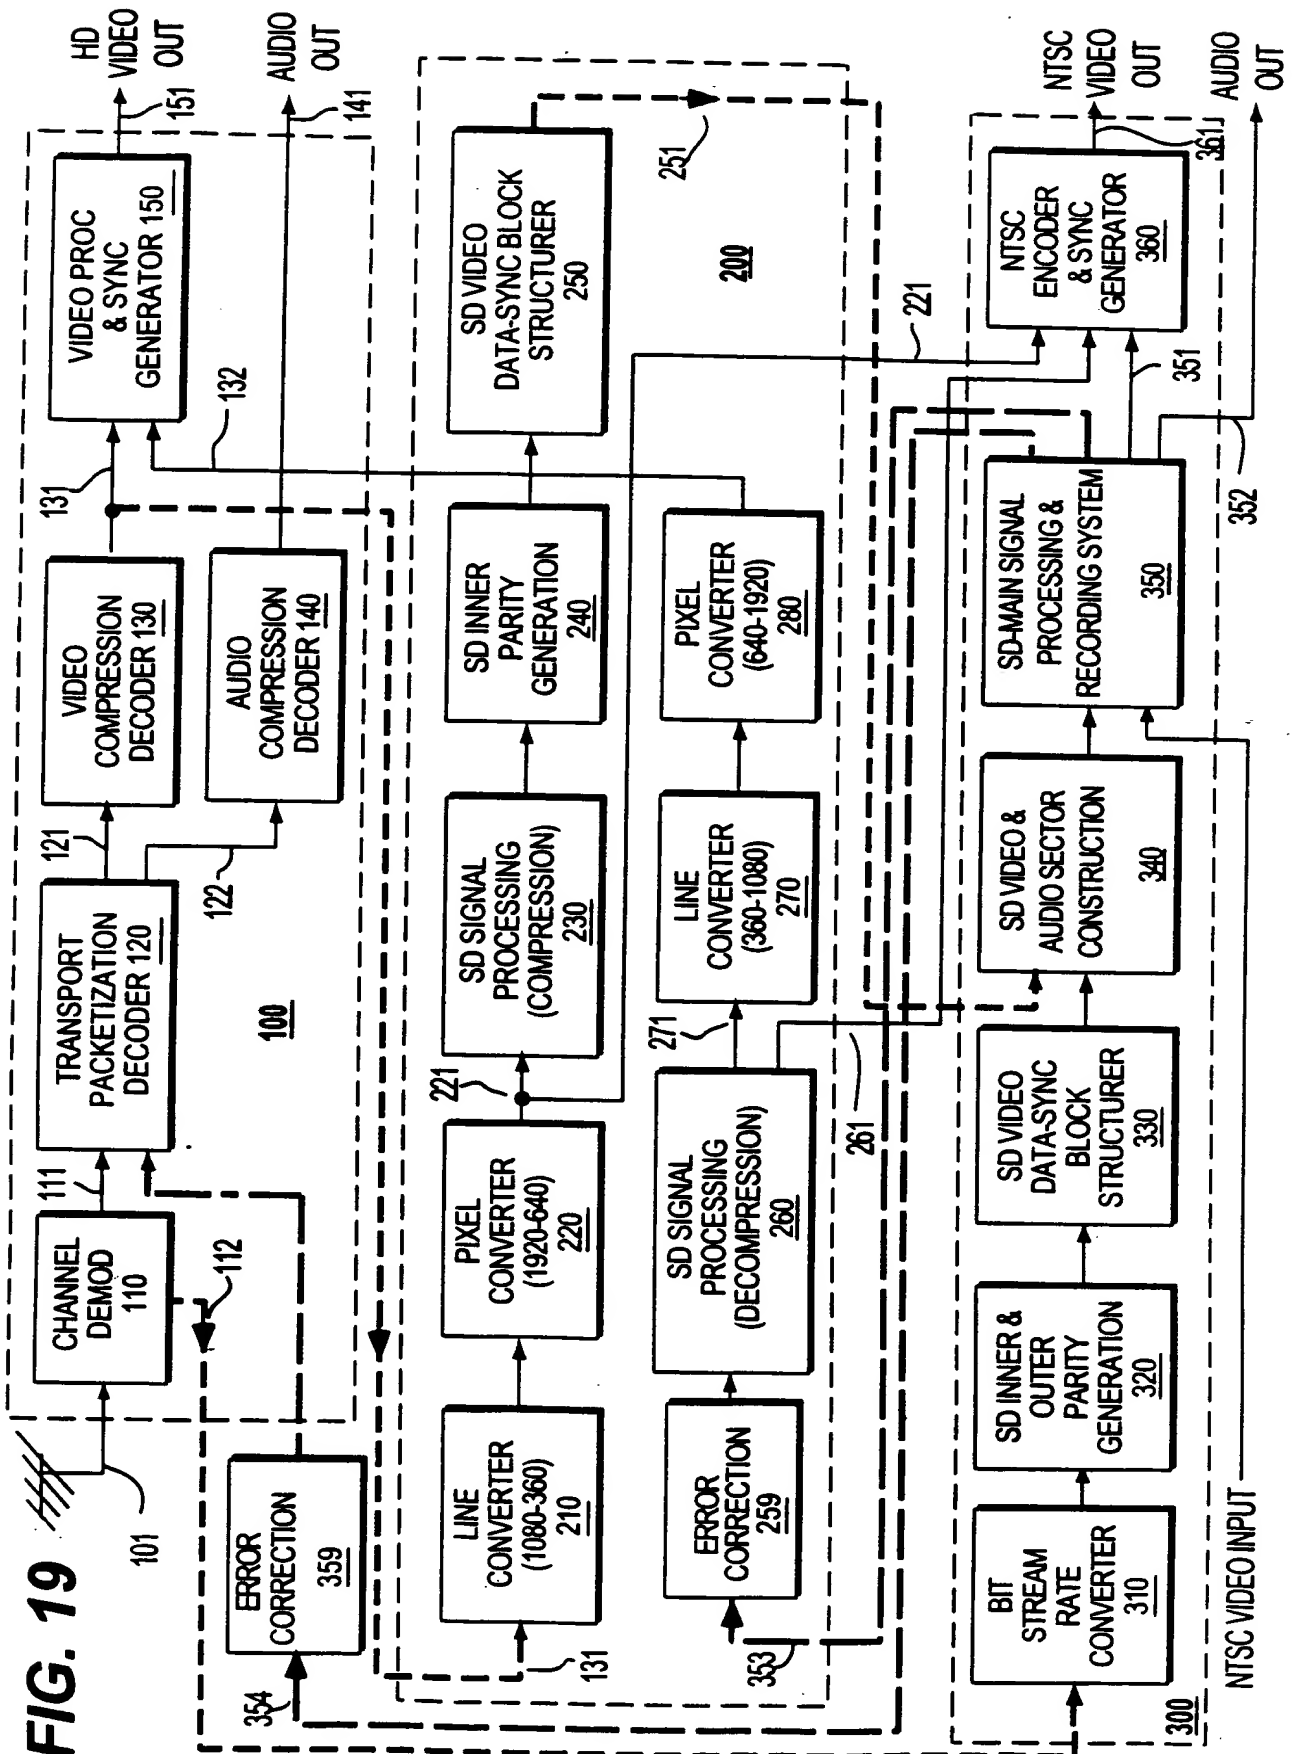 FIG. 19
HD
VIDEO
OUT
151
AUDIO
OUT
141
VIDEO PROC
& SYNC
GENERATOR 150
131
132
VIDEO
COMPRESSION
DECODER 130
AUDIO
COMPRESSION
DECODER 140
121
122
TRANSPORT
PACKETIZATION
DECODER 120
100
111
CHANNEL
DEMOD
110
112
101
ERROR
CORRECTION
359
354
LINE
CONVERTER
(1080-360)
210
131
PIXEL
CONVERTER
(1920-640)
220
221
SD SIGNAL
PROCESSING
(COMPRESSION)
230
SD INNER
PARITY
GENERATION
240
SD VIDEO
DATA-SYNC BLOCK
STRUCTURER
250
251
200
ERROR
CORRECTION
259
353
SD SIGNAL
PROCESSING
(DECOMPRESSION)
260
271
261
LINE
CONVERTER
(360-1080)
270
PIXEL
CONVERTER
(640-1920)
280
221
BIT
STREAM
RATE
CONVERTER
310
300
SD INNER &
OUTER
PARITY
GENERATION
320
SD VIDEO
DATA-SYNC
BLOCK
STRUCTURER
330
SD VIDEO &
AUDIO SECTOR
CONSTRUCTION
340
SD-MAIN SIGNAL
PROCESSING &
RECORDING SYSTEM
350
351
352
NTSC
ENCODER
& SYNC
GENERATOR
360
361
NTSC
VIDEO
OUT
AUDIO
OUT
NTSC VIDEO INPUT